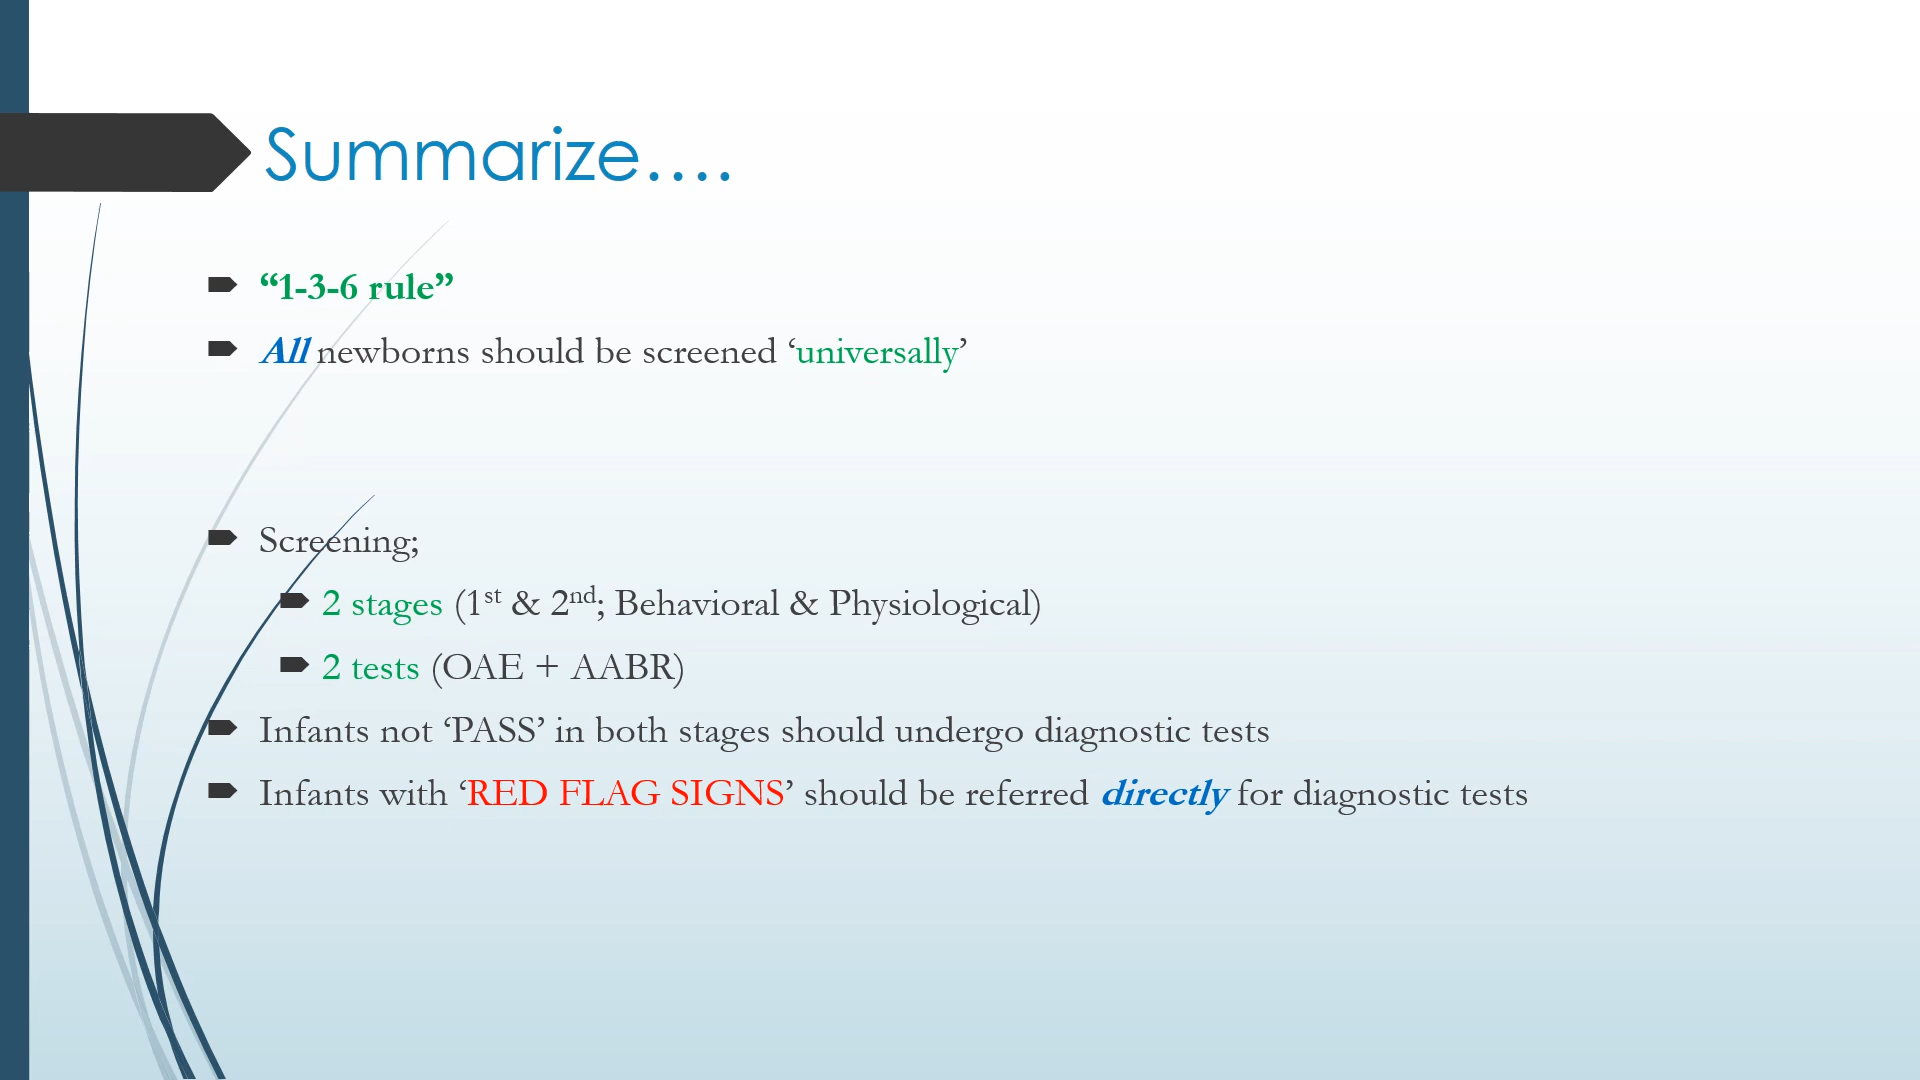 Summarize....
“1-3-6 rule”
All newborns should be screened ‘universally’
Screening;
2 stages (1st & 2nd; Behavioral & Physiological)
2 tests (OAE + AABR)
Infants not ‘PASS’ in both stages should undergo diagnostic tests
Infants with ‘RED FLAG SIGNS’ should be referred directly for diagnostic tests